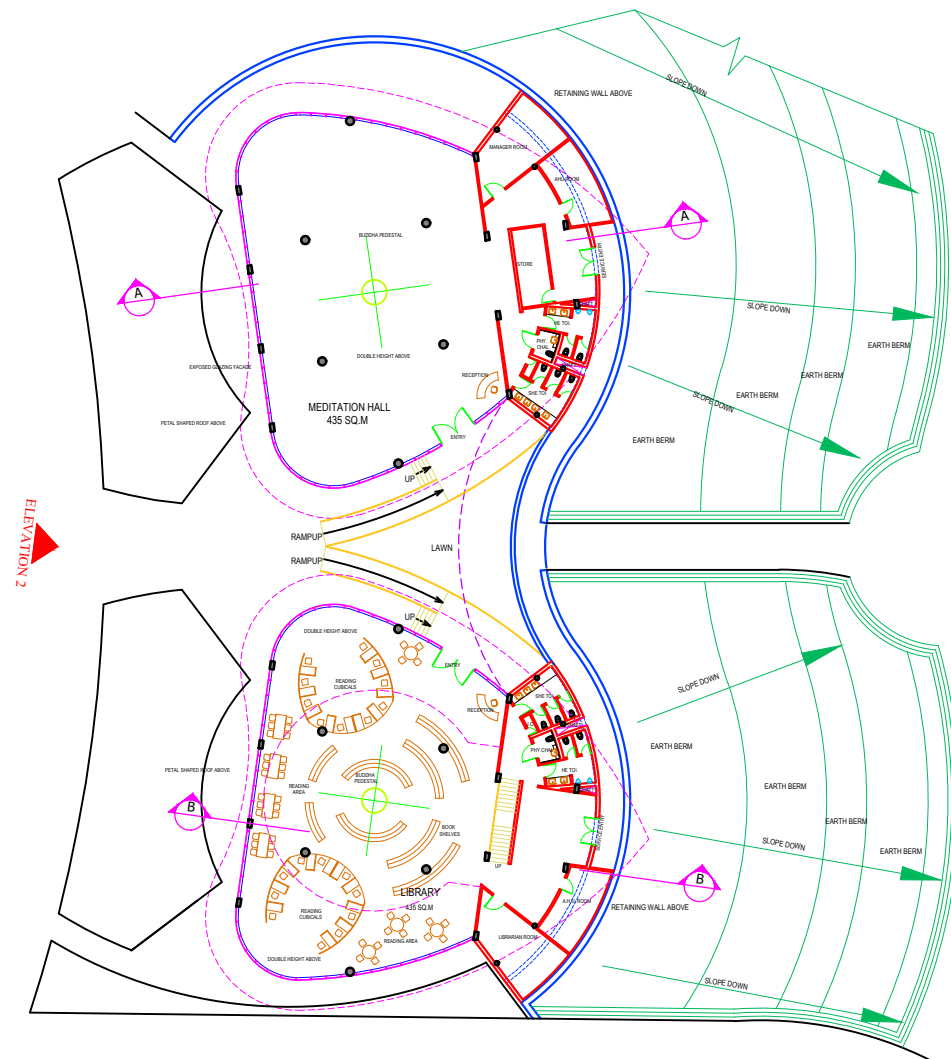 SLOPE DOWN
RETAINING WALL ABOVE
MANAGER ROOM
AHU ROOM
A
BUDDHA PEDESTAL
SERVICE ENTRY
STORE
A
SLOPE DOWN
HE TOI.
EARTH BERM
PHY.
CHAL.
DOUBLE HEIGHT ABOVE
EXPOSED GLAZING FACADE
RECEPTION
EARTH BERM
SHE TOI.
EARTH BERM
SLOPE DOWN
MEDITATION HALL
435 SQ.M
PETAL SHAPED ROOF ABOVE
ENTRY
EARTH BERM
UP
ELEVATION 2
RAMPUP
LAWN
RAMPUP
UP
DOUBLE HEIGHT ABOVE
ENTRY
READING
CUBICALS
SLOPE DOWN
SHE TOI.
RECEPTION
EARTH BERM
PHY.CHAL.
PETAL SHAPED ROOF ABOVE
HE TOI.
BUDDHA
PEDESTAL
READING
AREA
EARTH BERM
B
EARTH BERM
BOOK
SHELVES
SERVICE ENTRY
SLOPE DOWN
EARTH BERM
UP
B
LIBRARY
435 SQ.M
A.H.U ROOM
RETAINING WALL ABOVE
READING
CUBICALS
LIBRARIAN ROOM
READING AREA
DOUBLE HEIGHT ABOVE
SLOPE DOWN